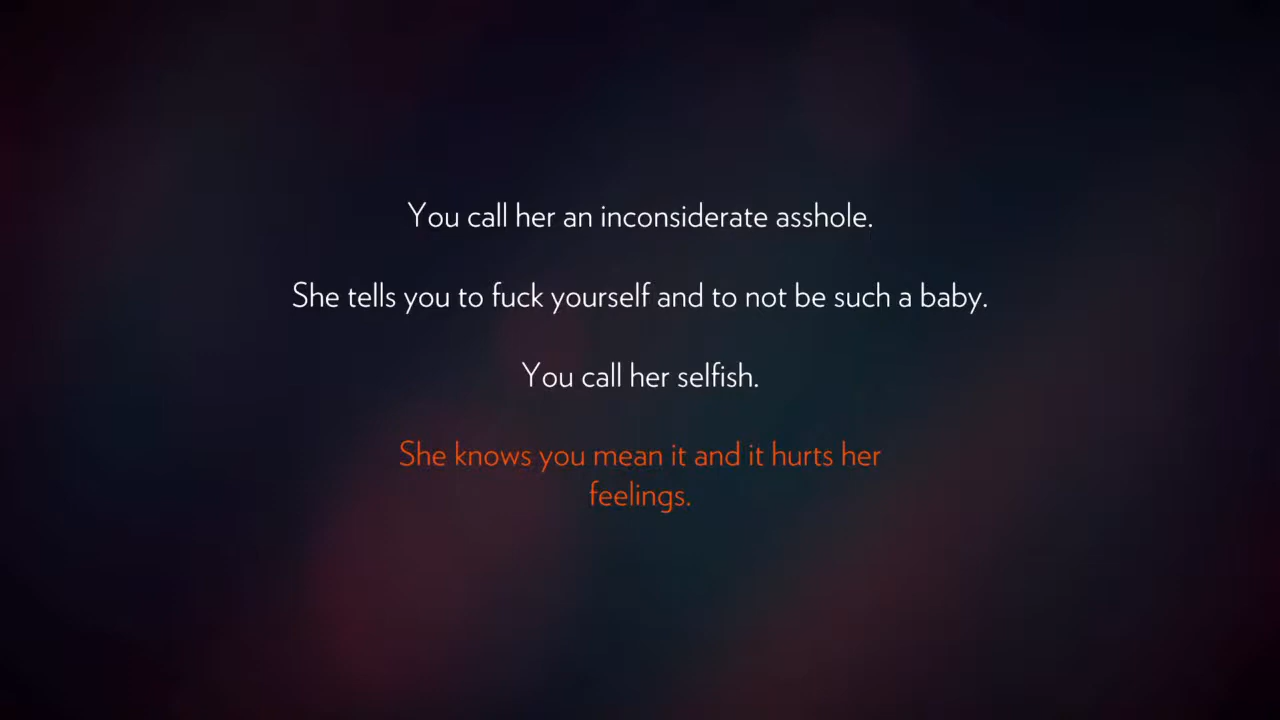 You call her an inconsiderate asshole.
She tells you to fuck yourself and to not be such a baby.
You call her selfish.
She knows you mean it and it hurts her
feelings.